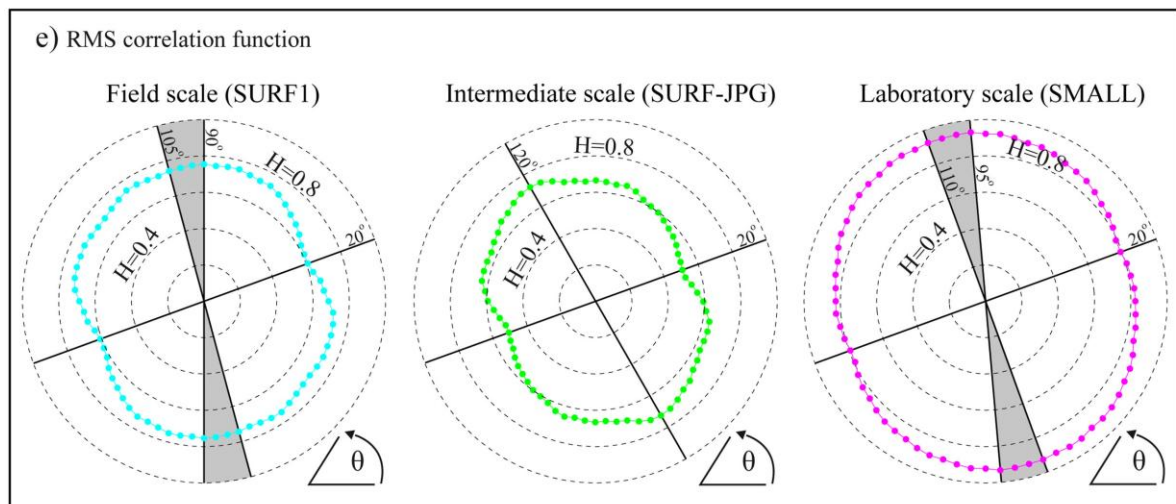 e) RMS correlation function
Field scale (SURF1)
105°
90°
H=0.8
H=0.4
20°
θ
Intermediate scale (SURF-JPG)
120°
H=0.8
H=0.4
20°
θ
Laboratory scale (SMALL)
110°
95°
H=0.8
H=0.4
20°
θ